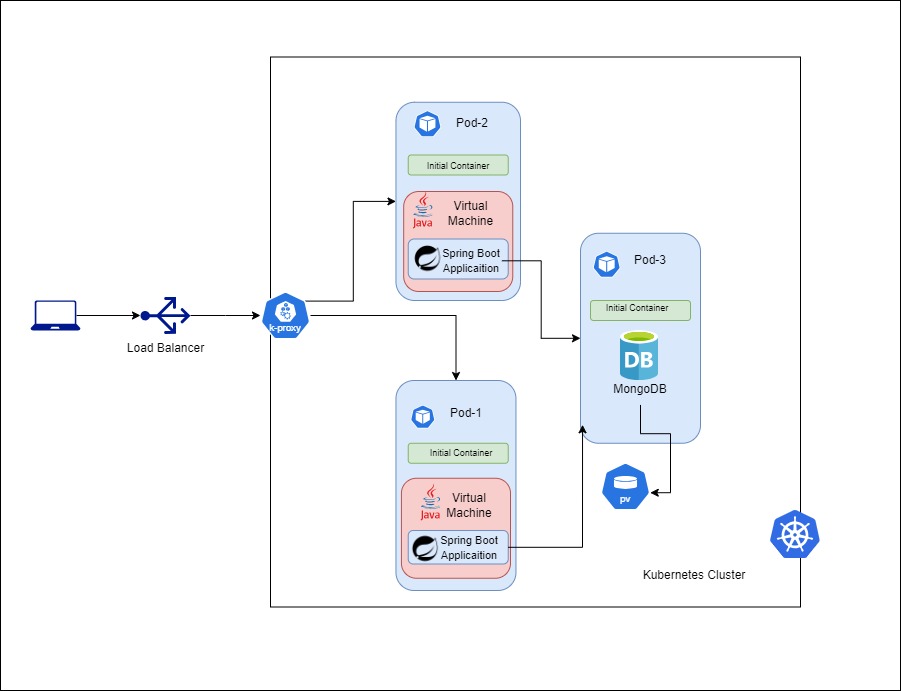 Pod-2
Initial Container
Java
Virtual
Machine
Spring Boot
Applicaition
Pod-3
Initial Container
DB
MongoDB
k-proxy
Load Balancer
Pod-1
Initial Container
Java
Virtual
Machine
Spring Boot
Applicaition
pv
Kubernetes Cluster